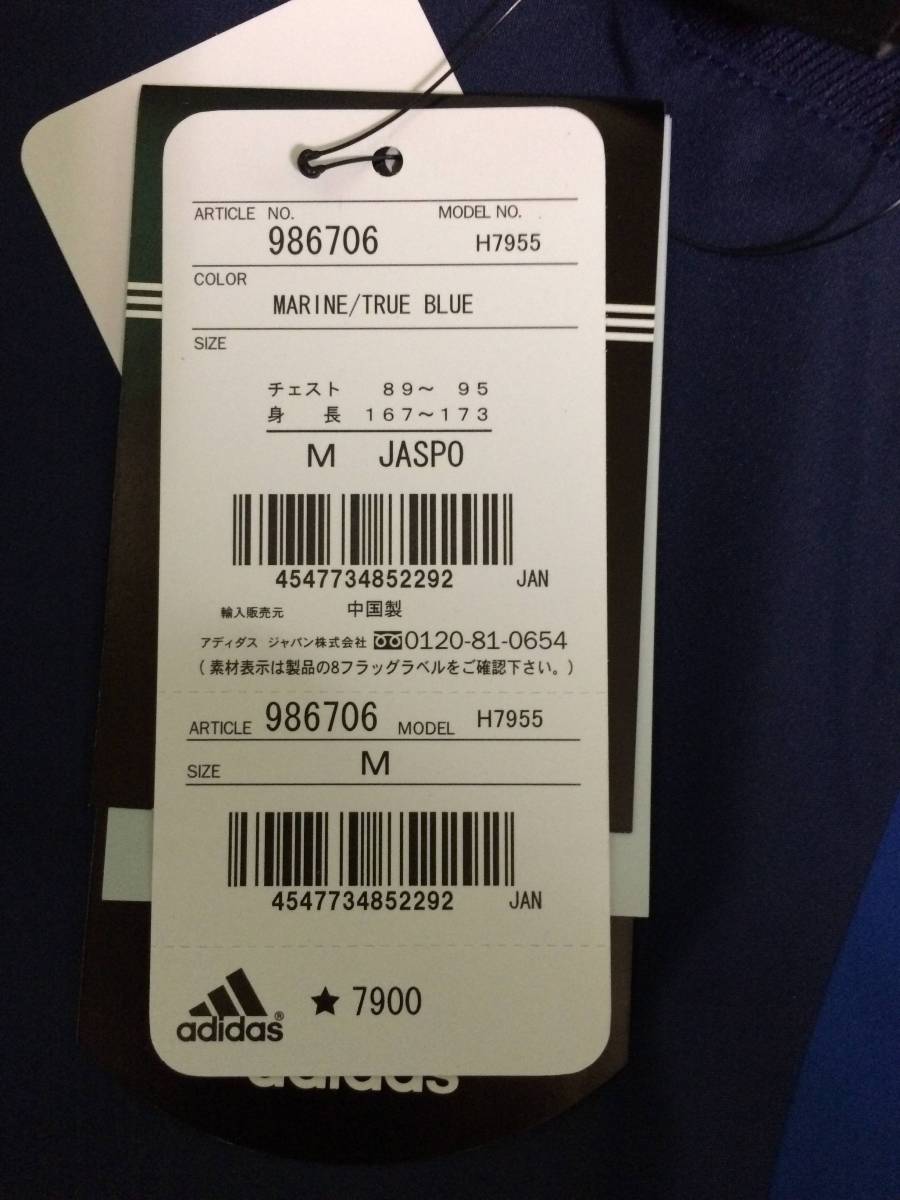 ARTICLE NO. MODEL NO.
986706 H7955
COLOR
MARINE/TRUE BLUE
SIZE
チェスト 89～ 95
身 長 167～173
M JASPO
4547734852292 JAN
輸入販売元 中国製
アディダス ジャパン株式会社 0120-81-0654
(素材表示は製品の8フラッグラベルをご確認下さい。)
ARTICLE 986706 MODEL H7955
SIZE M
4547734852292 JAN
adidas® ★ 7900
adidas